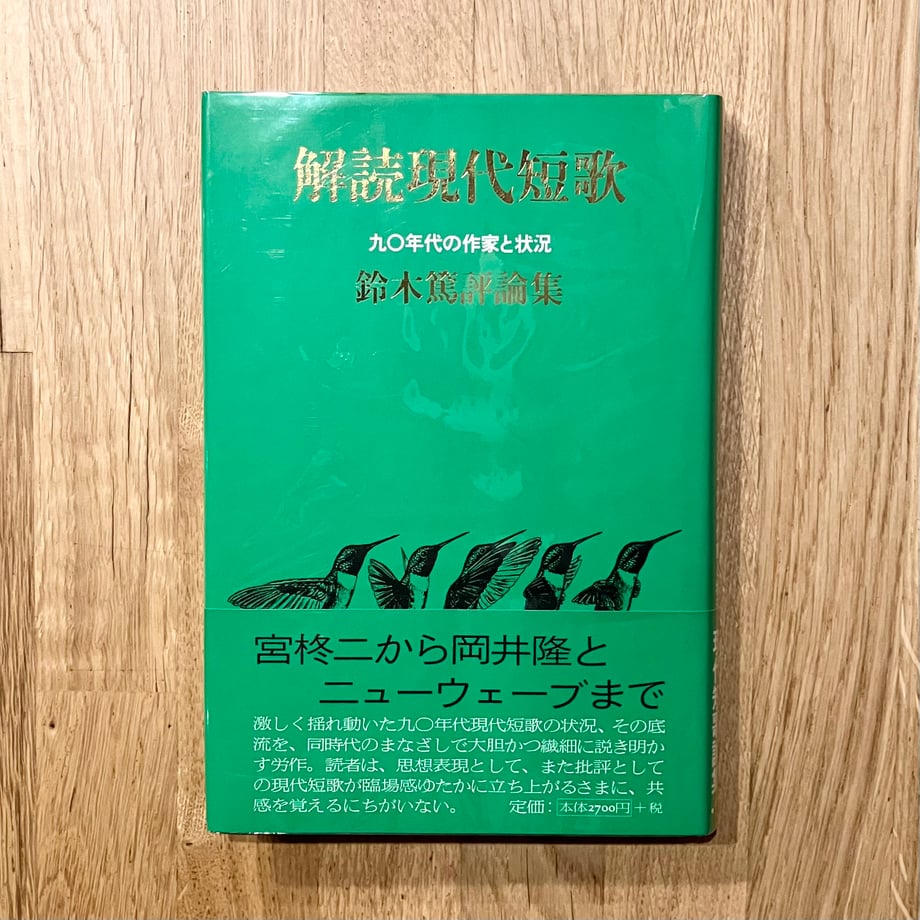 解読現代短歌
九〇年代の作家と状況
鈴木篤評論集
宮柊二から岡井隆と
ニューウェーブまで
激しく揺れ動いた九〇年代現代短歌の状況、その底
流を、同時代のまなざしで大胆かつ繊細に説き明か
す労作。読者は、思想表現として、また批評として
の現代短歌が臨場感ゆたかに立ち上がるさまに、共
感を覚えるにちがいない。 定価：本体2700円＋税